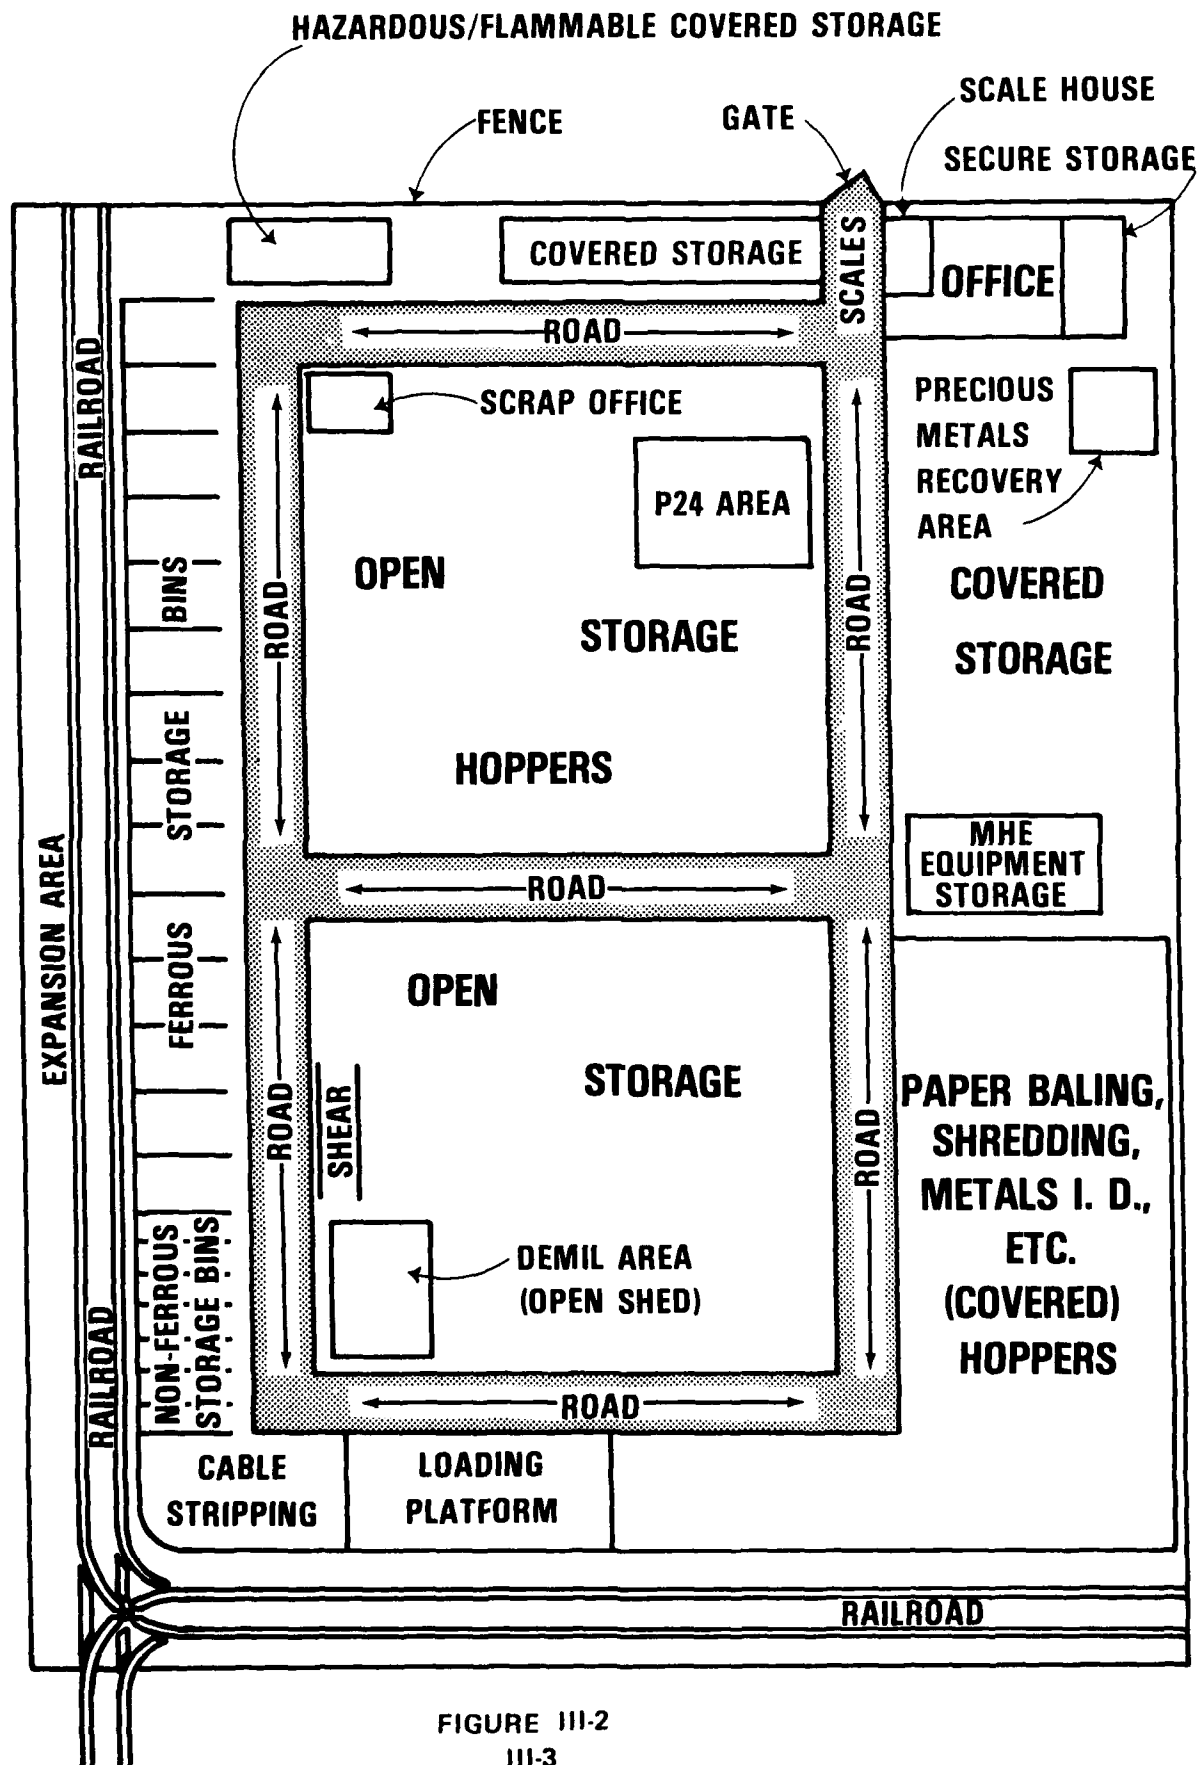 HAZARDOUS/FLAMMABLE COVERED STORAGE
SCALE HOUSE
FENCE
GATE
SECURE STORAGE
COVERED STORAGE
SCALES
OFFICE
ROAD
RAILROAD
SCRAP OFFICE
PRECIOUS
METALS
RECOVERY
AREA
P24 AREA
OPEN
STORAGE
HOPPERS
ROAD
ROAD
COVERED
STORAGE
FERROUS STORAGE BINS
MHE
EQUIPMENT
STORAGE
ROAD
EXPANSION AREA
OPEN
STORAGE
SHEAR
ROAD
ROAD
PAPER BALING,
SHREDDING,
METALS I. D.,
ETC.
(COVERED)
HOPPERS
DEMIL AREA
(OPEN SHED)
NON-FERROUS
STORAGE BINS
RAILROAD
ROAD
CABLE
STRIPPING
LOADING
PLATFORM
RAILROAD
FIGURE III-2
III-3